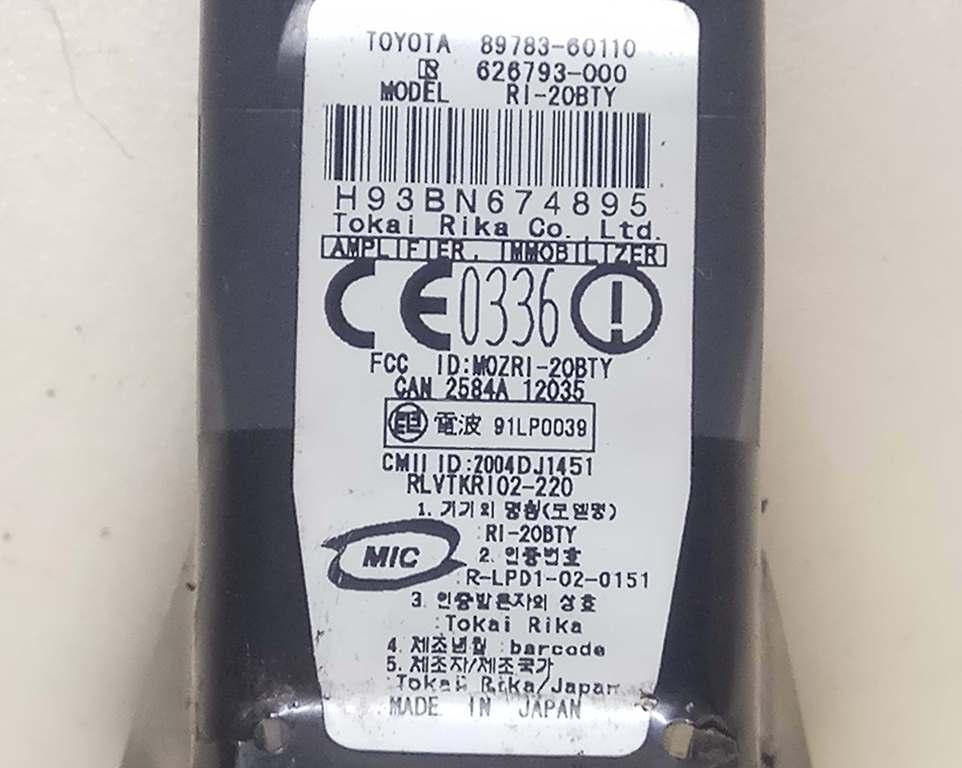 TOYOTA 89783-60110
R 626793-000
MODEL RI-20BTY
H93BN674895
Tokai Rika Co.,Ltd.
AMPLIFIER, IMMOBILIZER
CE0336
FCC ID:MOZRI-20BTY
CAN 2584A 12035
電波 91LP0039
CMII ID:2004DJ1451
RLVTKRI02-220
1. 기기의 명칭(모델명)
:RI-20BTY
MIC
2. 인증번호
:R-LPD1-02-0151
3. 인증받은자의 상호
:Tokai Rika
4. 제조년월 :barcode
5. 제조자/제조국가
:Tokai Rika/Japan
MADE IN JAPAN